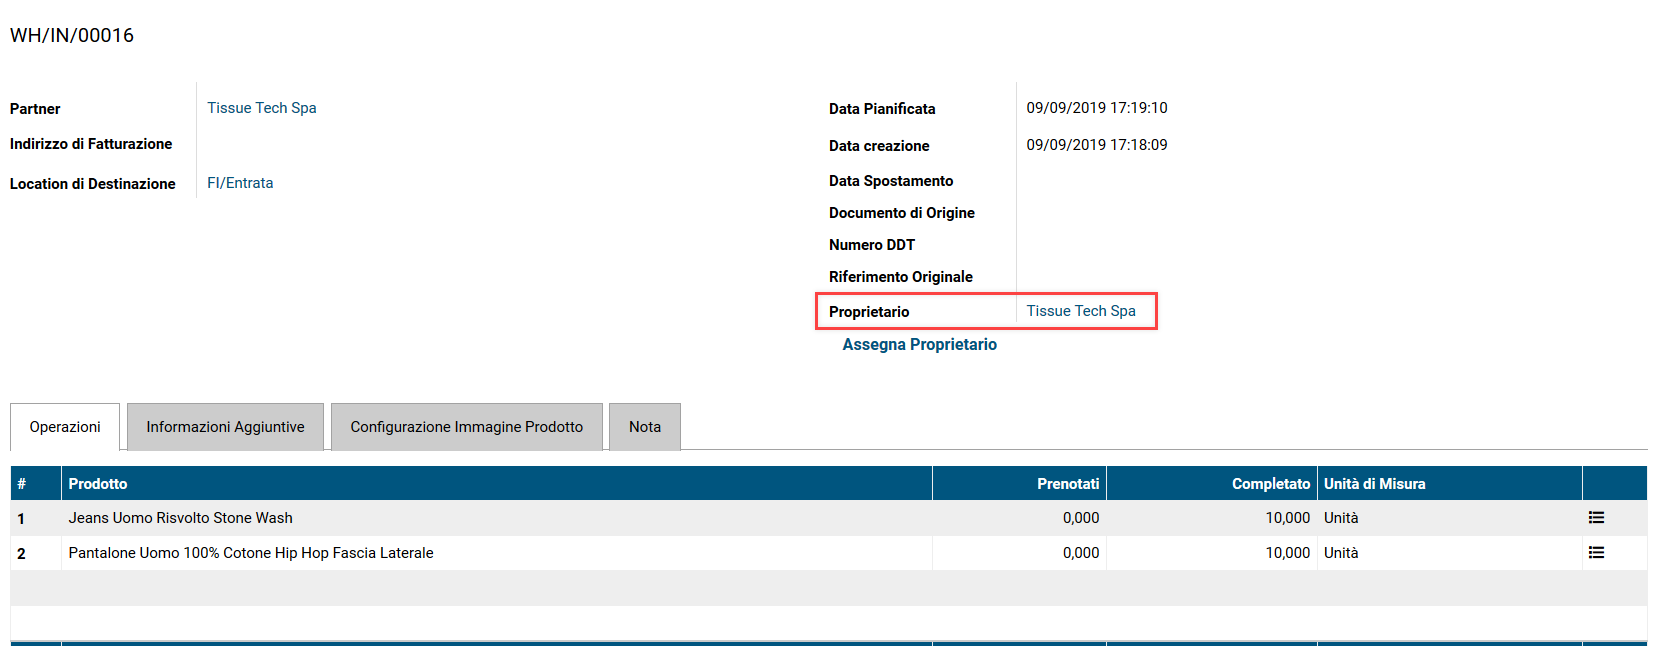 WH/IN/00016
Partner Tissue Tech Spa
Indirizzo di Fatturazione
Location di Destinazione FI/Entrata
Data Pianificata 09/09/2019 17:19:10
Data creazione 09/09/2019 17:18:09
Data Spostamento
Documento di Origine
Numero DDT
Riferimento Originale
Proprietario Tissue Tech Spa
Assegna Proprietario
Operazioni Informazioni Aggiuntive Configurazione Immagine Prodotto Nota
# Prodotto Prenotati Completato Unità di Misura
1 Jeans Uomo Risvolto Stone Wash 0,000 10,000 Unità
2 Pantalone Uomo 100% Cotone Hip Hop Fascia Laterale 0,000 10,000 Unità